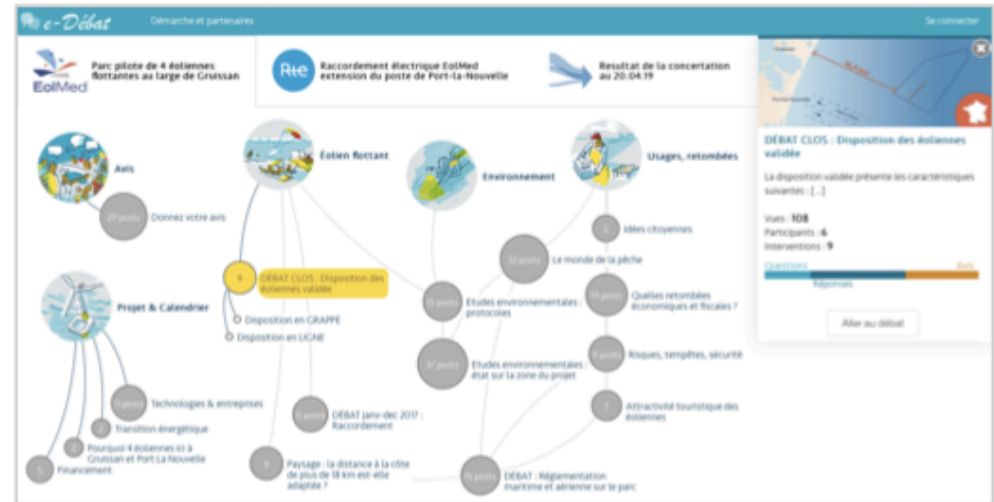 e-Débat
Démarche et partenaires
Se connecter
EolMed
Parc pilote de 4 éoliennes
flottantes au large de Gruissan
Rte
Raccordement électrique EolMed
extension du poste de Port-la-Nouvelle
Resultat de la concertation
au 20.04.19
Avis
29 posts
Donnez votre avis
Éolien flottant
Environnement
Usages, retombées
Projet & Calendrier
9
DÉBAT CLOS : Disposition des
éoliennes validée
Disposition en GRAPPE
Disposition en LIGNE
Idées citoyennes
Le monde de la pêche
posts
Etudes environnementales :
protocoles
posts
Quelles retombées
économiques et fiscales ?
37 posts
Etudes environnementales :
état sur la zone du projet
posts
Risques, tempêtes, sécurité
7
Attractivité touristique des
éoliennes
posts
Technologies & entreprises
Transition énergétique
Pourquoi 4 éoliennes ici à
Gruissan et Port La Nouvelle
Financement
posts
DÉBAT janv-dec 2017 :
Raccordement
9
Paysage : la distance à la côte
de plus de 18 km est-elle
adaptée ?
posts
DÉBAT : Réglementation
maritime et aérienne sur le parc
DÉBAT CLOS : Disposition des éoliennes
validée
La disposition validée présente les caractéristiques
suivantes : [...]
Vues : 108
Participants : 6
Interventions : 9
Questions
Avis
Réponses
Aller au débat